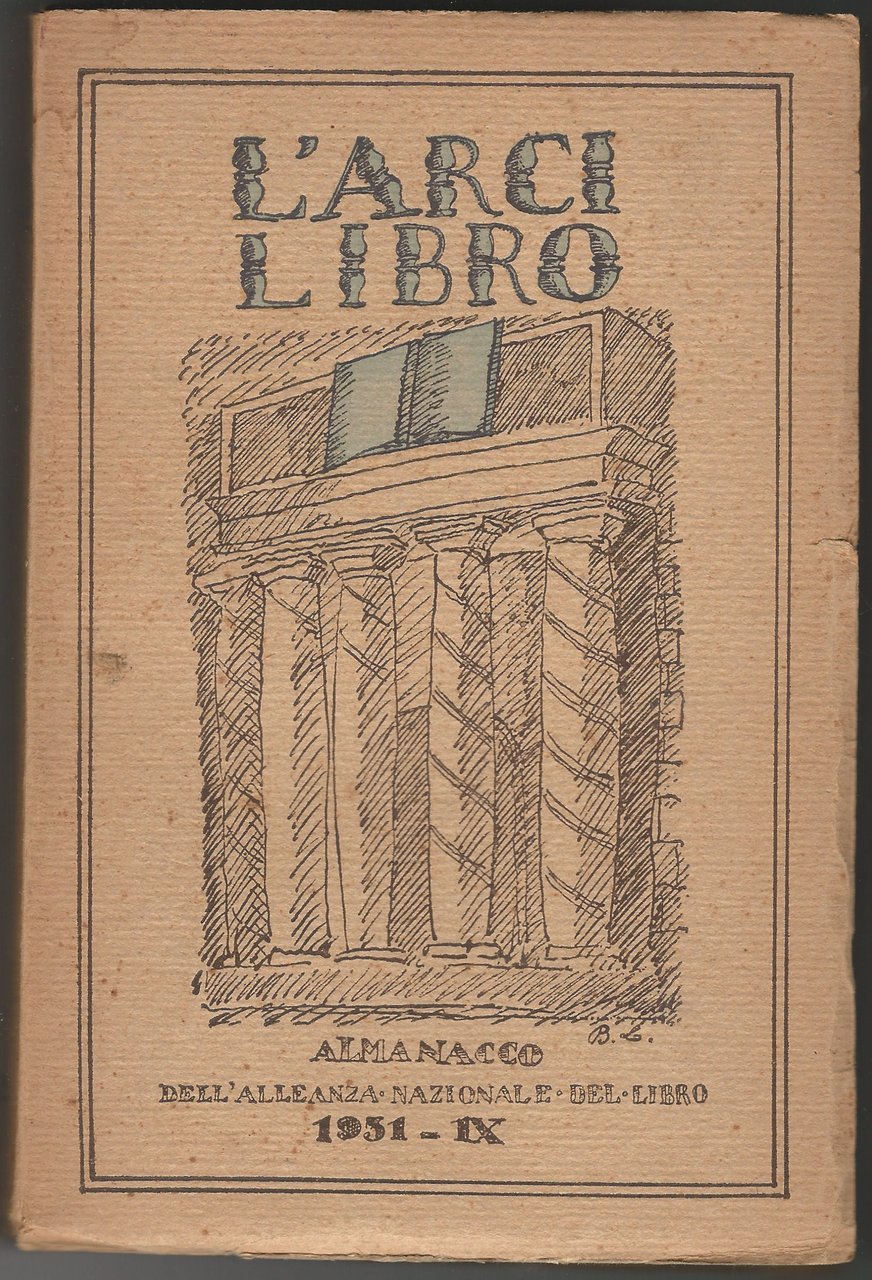 L'ARCI
LIBRO
B. L.
ALMANACCO
DELL'ALLEANZA · NAZIONALE · DEL · LIBRO
1931 - IX